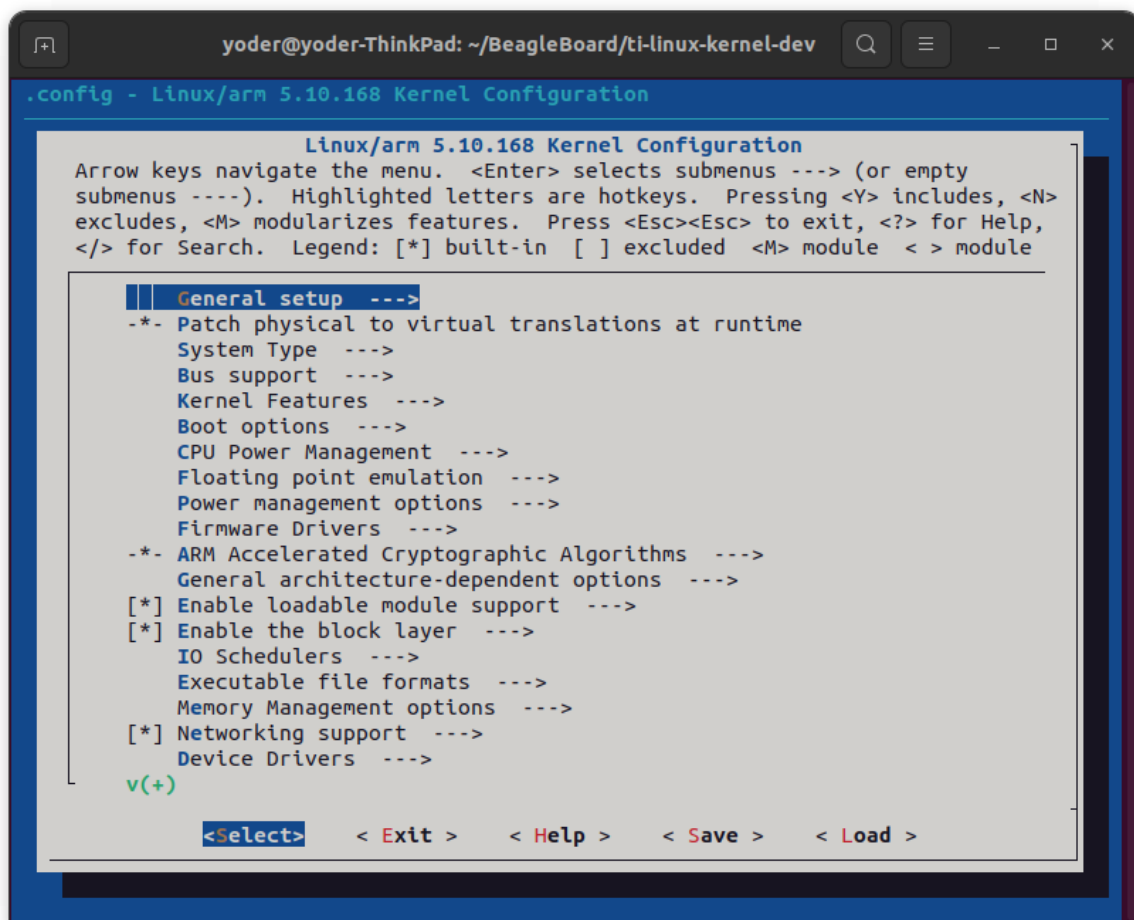 yoder@yoder-ThinkPad: ~/BeagleBoard/ti-linux-kernel-dev
.config - Linux/arm 5.10.168 Kernel Configuration
Linux/arm 5.10.168 Kernel Configuration
Arrow keys navigate the menu.  <Enter> selects submenus ---> (or empty
submenus ----).  Highlighted letters are hotkeys.  Pressing <Y> includes, <N>
excludes, <M> modularizes features.  Press <Esc><Esc> to exit, <?> for Help,
</> for Search.  Legend: [*] built-in  [ ] excluded  <M> module  < > module
General setup  --->
-*- Patch physical to virtual translations at runtime
System Type  --->
Bus support  --->
Kernel Features  --->
Boot options  --->
CPU Power Management  --->
Floating point emulation  --->
Power management options  --->
Firmware Drivers  --->
-*- ARM Accelerated Cryptographic Algorithms  --->
General architecture-dependent options  --->
[*] Enable loadable module support  --->
[*] Enable the block layer  --->
IO Schedulers  --->
Executable file formats  --->
Memory Management options  --->
[*] Networking support  --->
Device Drivers  --->
v(+)
<Select>    < Exit >    < Help >    < Save >    < Load >